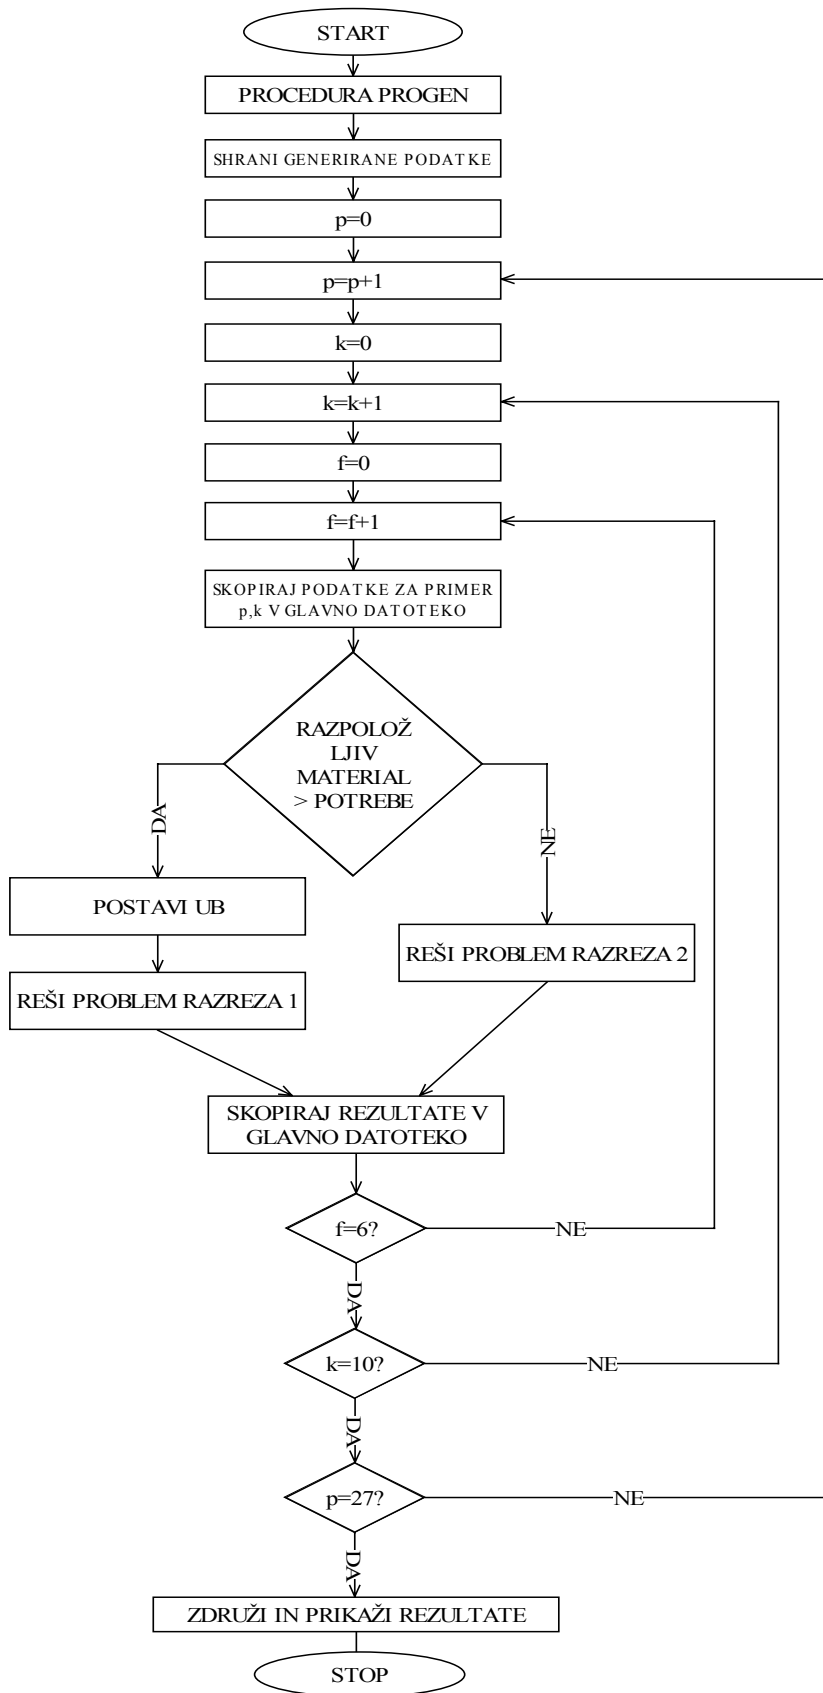 START
PROCEDURA PROGEN
SHRANI GENERIRANE PODATKE
p=0
p=p+1
k=0
k=k+1
f=0
f=f+1
SKOPIRAJ PODATKE ZA PRIMER
p,k V GLAVNO DATOTEKO
RAZPOLOŽ
LJIV
MATERIAL
> POTREBE
DA
NE
POSTAVI UB
REŠI PROBLEM RAZREZA 2
REŠI PROBLEM RAZREZA 1
SKOPIRAJ REZULTATE V
GLAVNO DATOTEKO
f=6?
NE
DA
k=10?
NE
DA
p=27?
NE
DA
ZDRUŽI IN PRIKAŽI REZULTATE
STOP